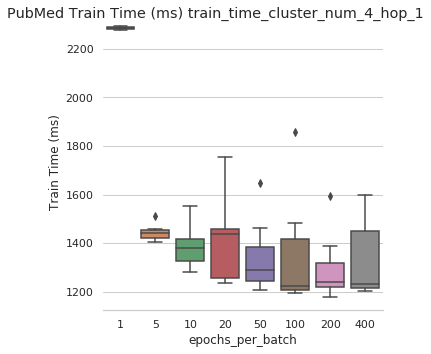 PubMed Train Time (ms) train_time_cluster_num_4_hop_1
2200
2000
1800
1600
1400
1200
Train Time (ms)
1 5 10 20 50 100 200 400
epochs_per_batch